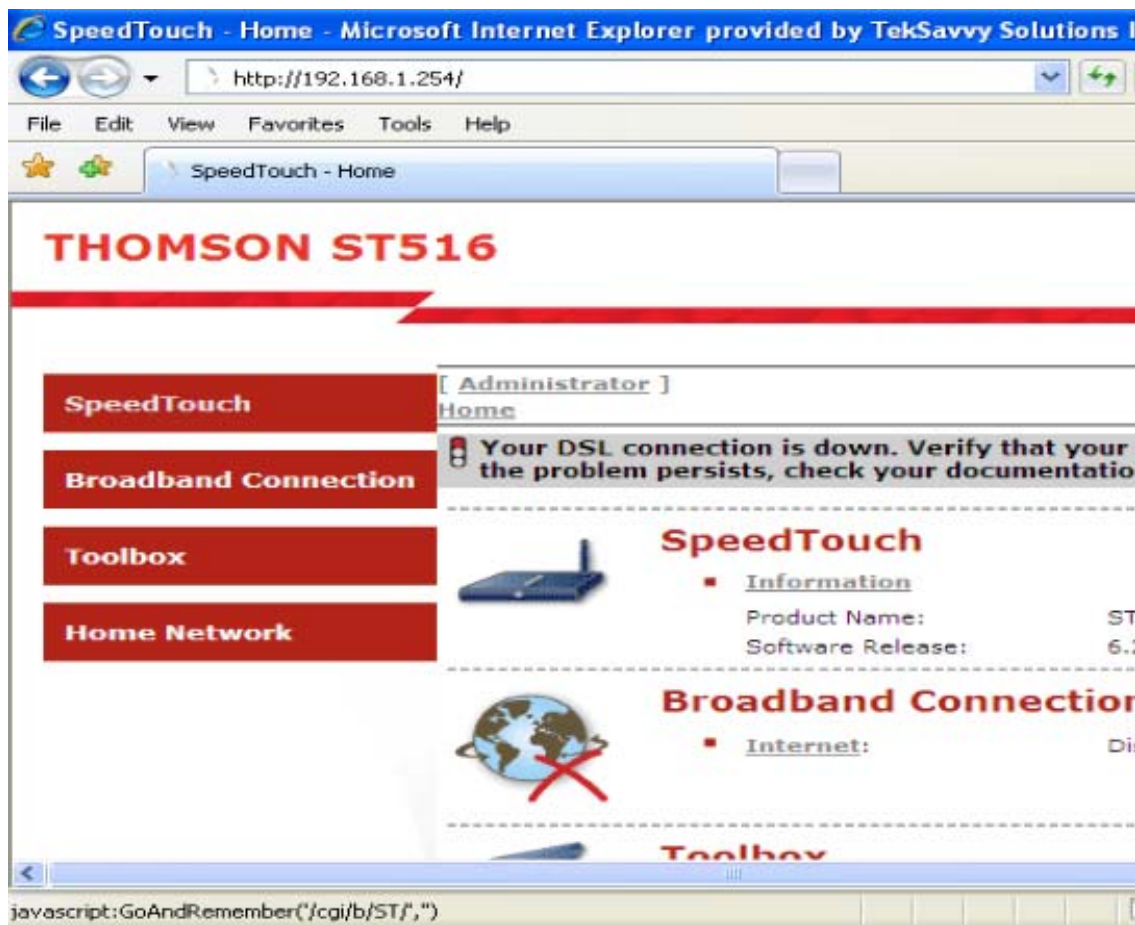 SpeedTouch - Home - Microsoft Internet Explorer provided by TekSavvy Solutions
http://192.168.1.254/
File Edit View Favorites Tools Help
SpeedTouch - Home
THOMSON ST516
[ Administrator ]
Home
SpeedTouch
Your DSL connection is down. Verify that your
the problem persists, check your
Broadband Connection
Toolbox
Home Network
SpeedTouch
Information
Product Name: ST
Software Release: 6.
Broadband Connection
Internet:
Toolbox
javascript:GoAndRemember("/cgi/b/ST/",")